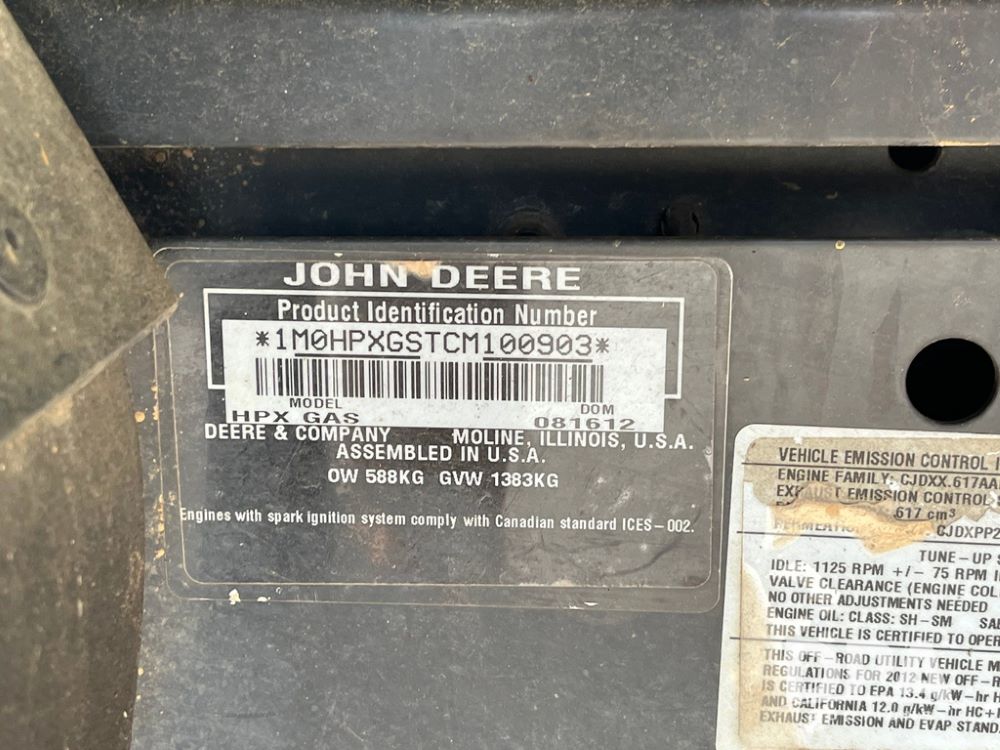 JOHN DEERE
Product Identification Number
*1M0HPXGSTCM100903*
MODEL DOM
HPX GAS 081612
DEERE & COMPANY MOLINE, ILLINOIS, U.S.A.
ASSEMBLED IN U.S.A.
OW 588KG GVW 1383KG
Engines with spark ignition system comply with Canadian standard ICES-002.
VEHICLE EMISSION CONTROL
ENGINE FAMILY: CJDXX.617AA
EMISSION CONTROL
.617 cm³
CJDXPP2
TUNE-UP
IDLE: 1125 RPM +/- 75 RPM
VALVE CLEARANCE (ENGINE
NO OTHER ADJUSTMENTS NEEDED
ENGINE OIL: CLASS: SH-SM
THIS VEHICLE IS CERTIFIED TO
THIS OFF-ROAD UTILITY VEHICLE
REGULATIONS FOR 2012 NEW
IS CERTIFIED TO EPA 13.4 g/kW-hr
AND CALIFORNIA 12.0 g/kW-hr
EXHAUST EMISSION AND EVAP